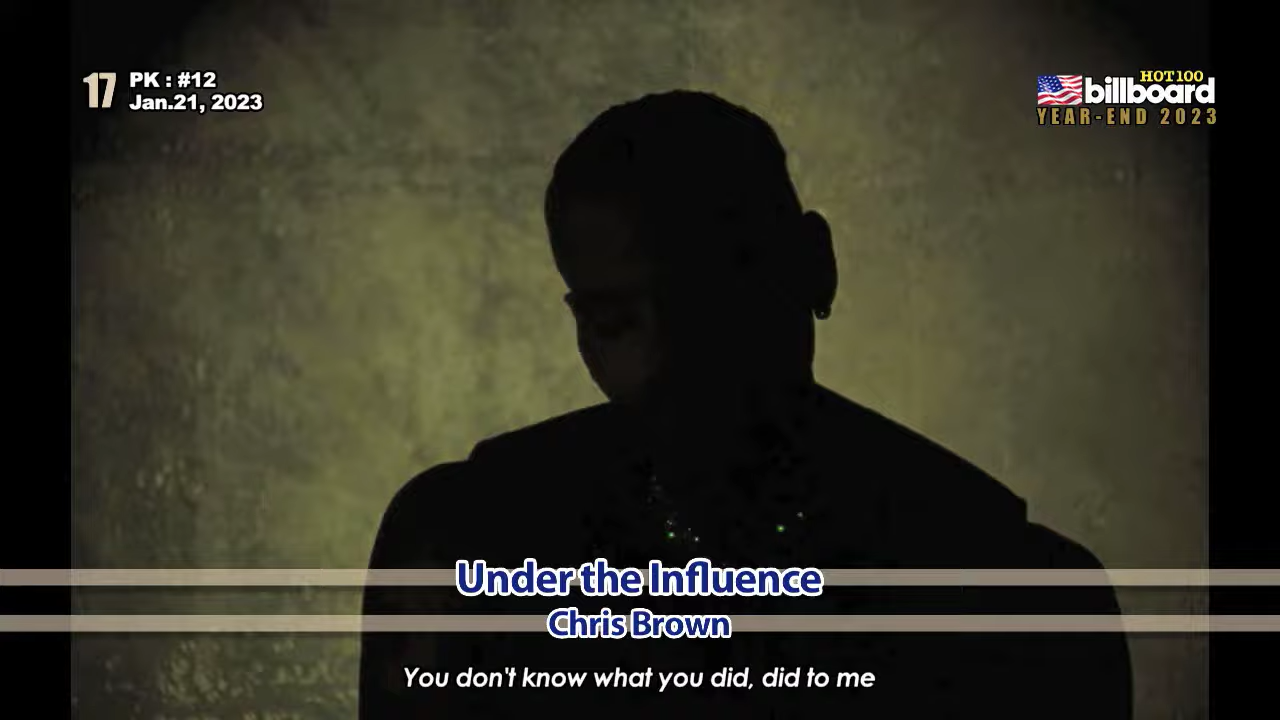 17
PK : #12
Jan.21, 2023
HOT100
billboard
YEAR-END 2023
Under the Influence
Chris Brown
You don't know what you did, did to me